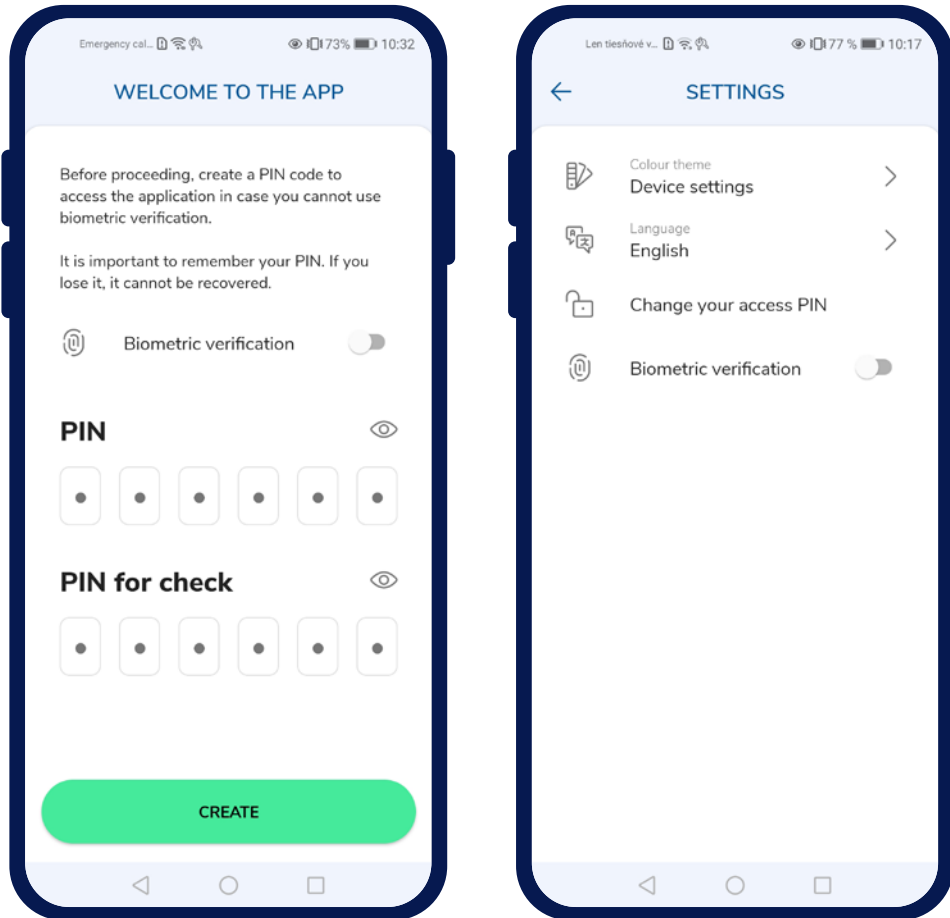 Emergency cal... 73% 10:32
WELCOME TO THE APP
Before proceeding, create a PIN code to
access the application in case you cannot use
biometric verification.
It is important to remember your PIN. If you
lose it, it cannot be recovered.
Biometric verification
PIN
PIN for check
CREATE
Len tiesňové v... 77 % 10:17
SETTINGS
Colour theme
Device settings
Language
English
Change your access PIN
Biometric verification